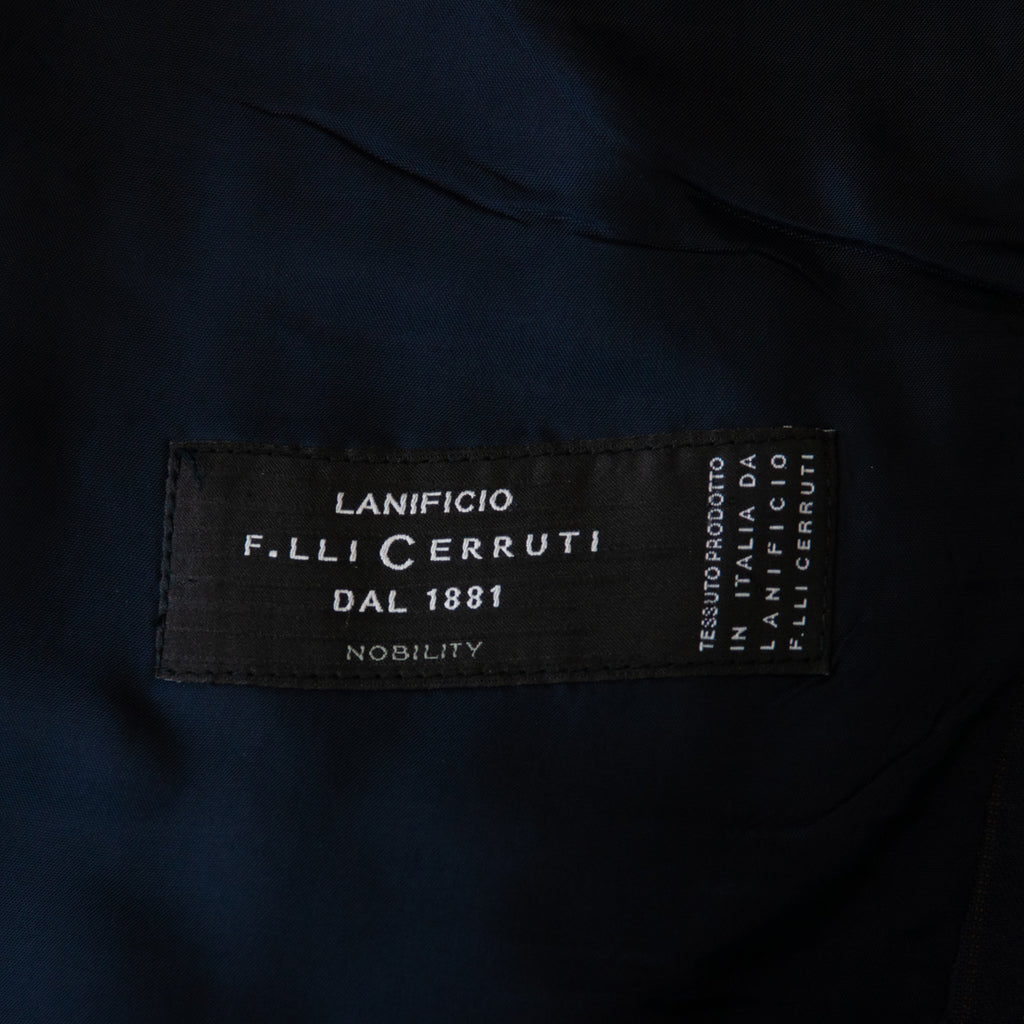 LANIFICIO
F.LLI CERRUTI
DAL 1881
NOBILITY
TESSUTO PRODOTTO
IN ITALIA DA
LANIFICIO
F.LLI CERRUTI